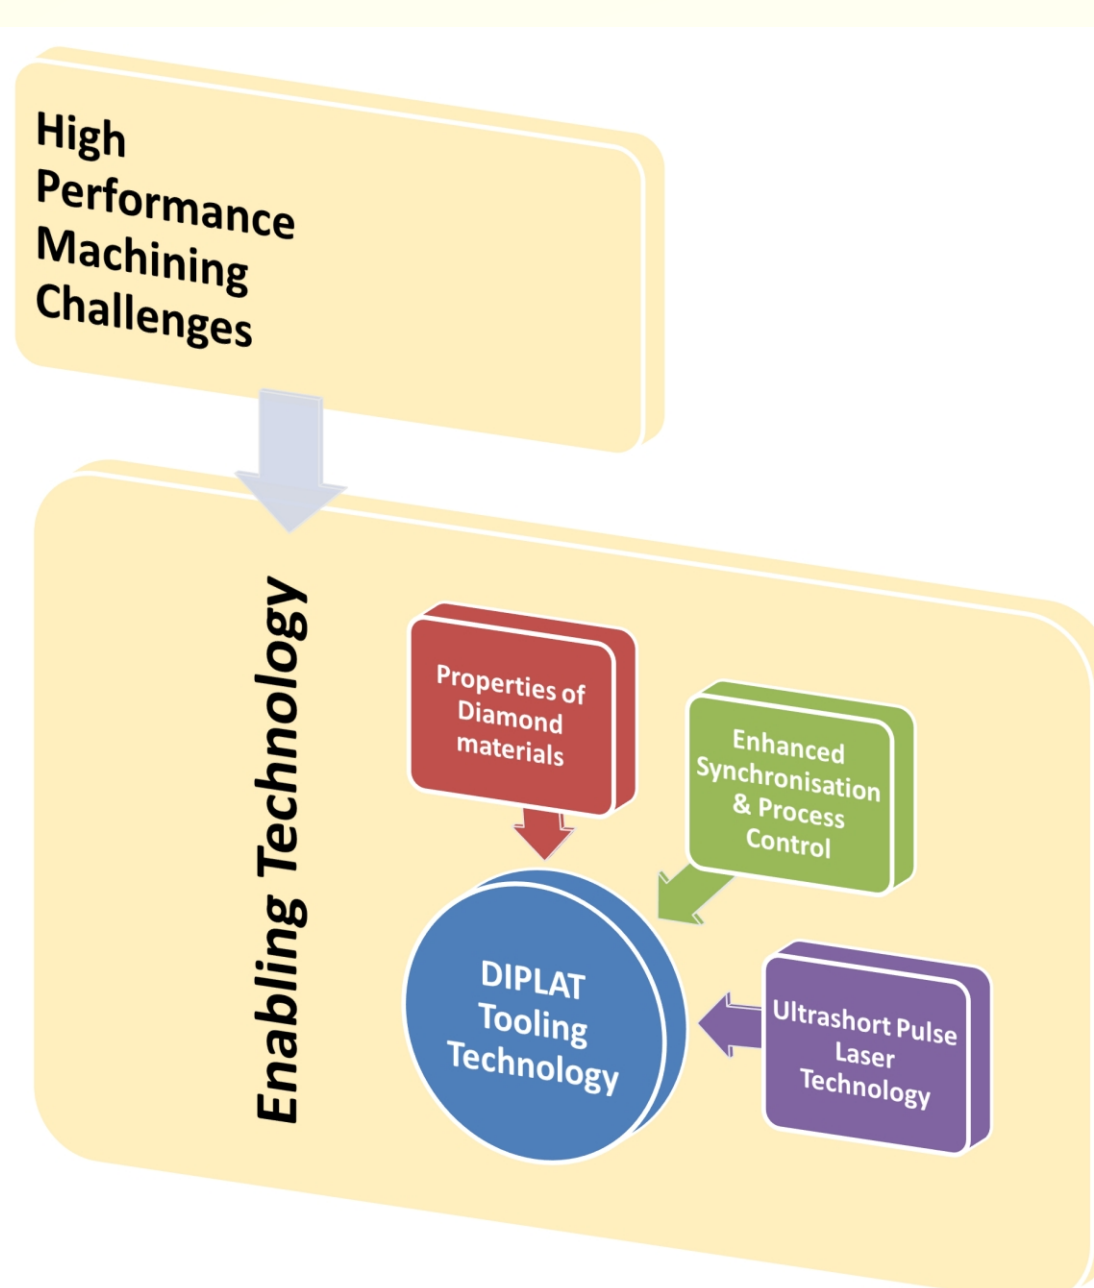 High
Performance
Machining
Challenges
Enabling Technology
Properties of
Diamond
materials
Enhanced
Synchronisation
& Process
Control
Ultrashort Pulse
Laser
Technology
DIPLAT
Tooling
Technology